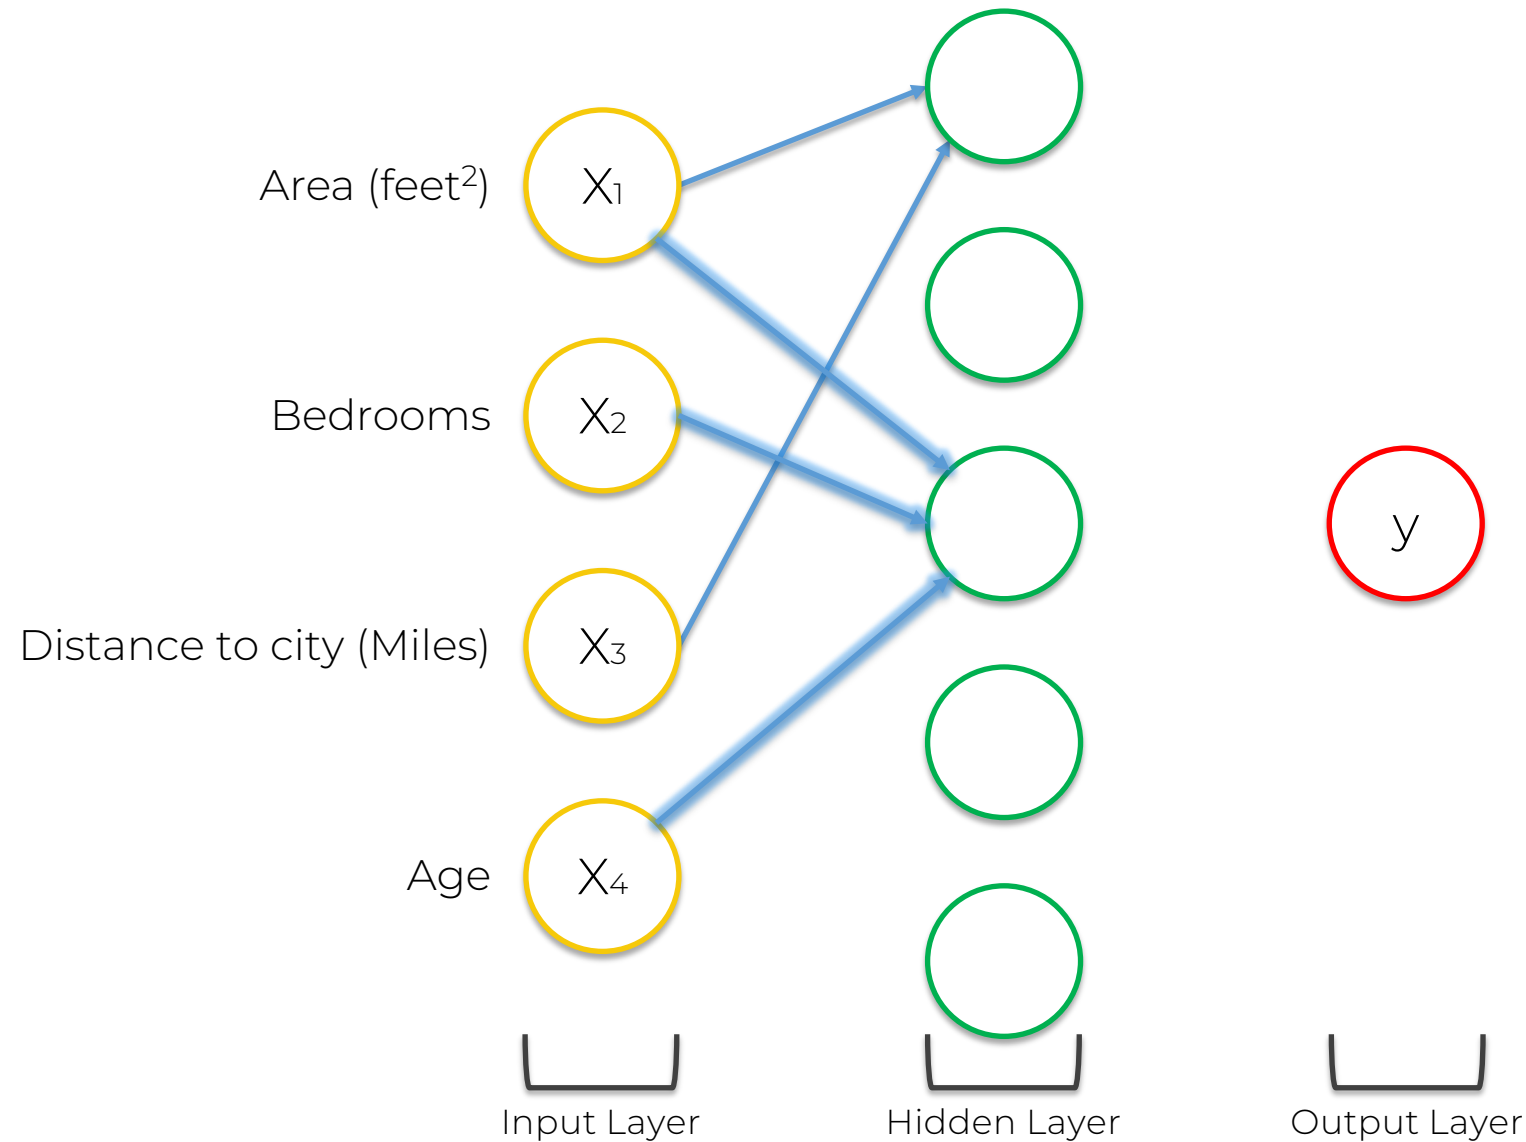 Area (feet²)
X₁
Bedrooms
X₂
Distance to city (Miles)
X₃
Age
X₄
y
Input Layer
Hidden Layer
Output Layer